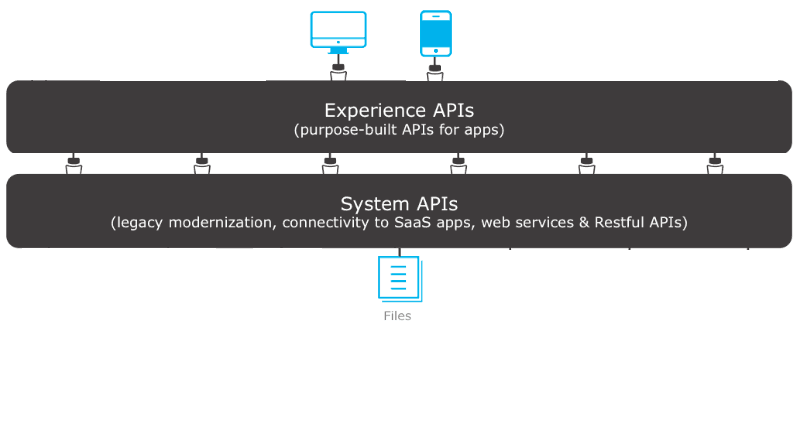 Experience APIs
(purpose-built APIs for apps)
System APIs
(legacy modernization, connectivity to SaaS apps, web services & Restful APIs)
Files